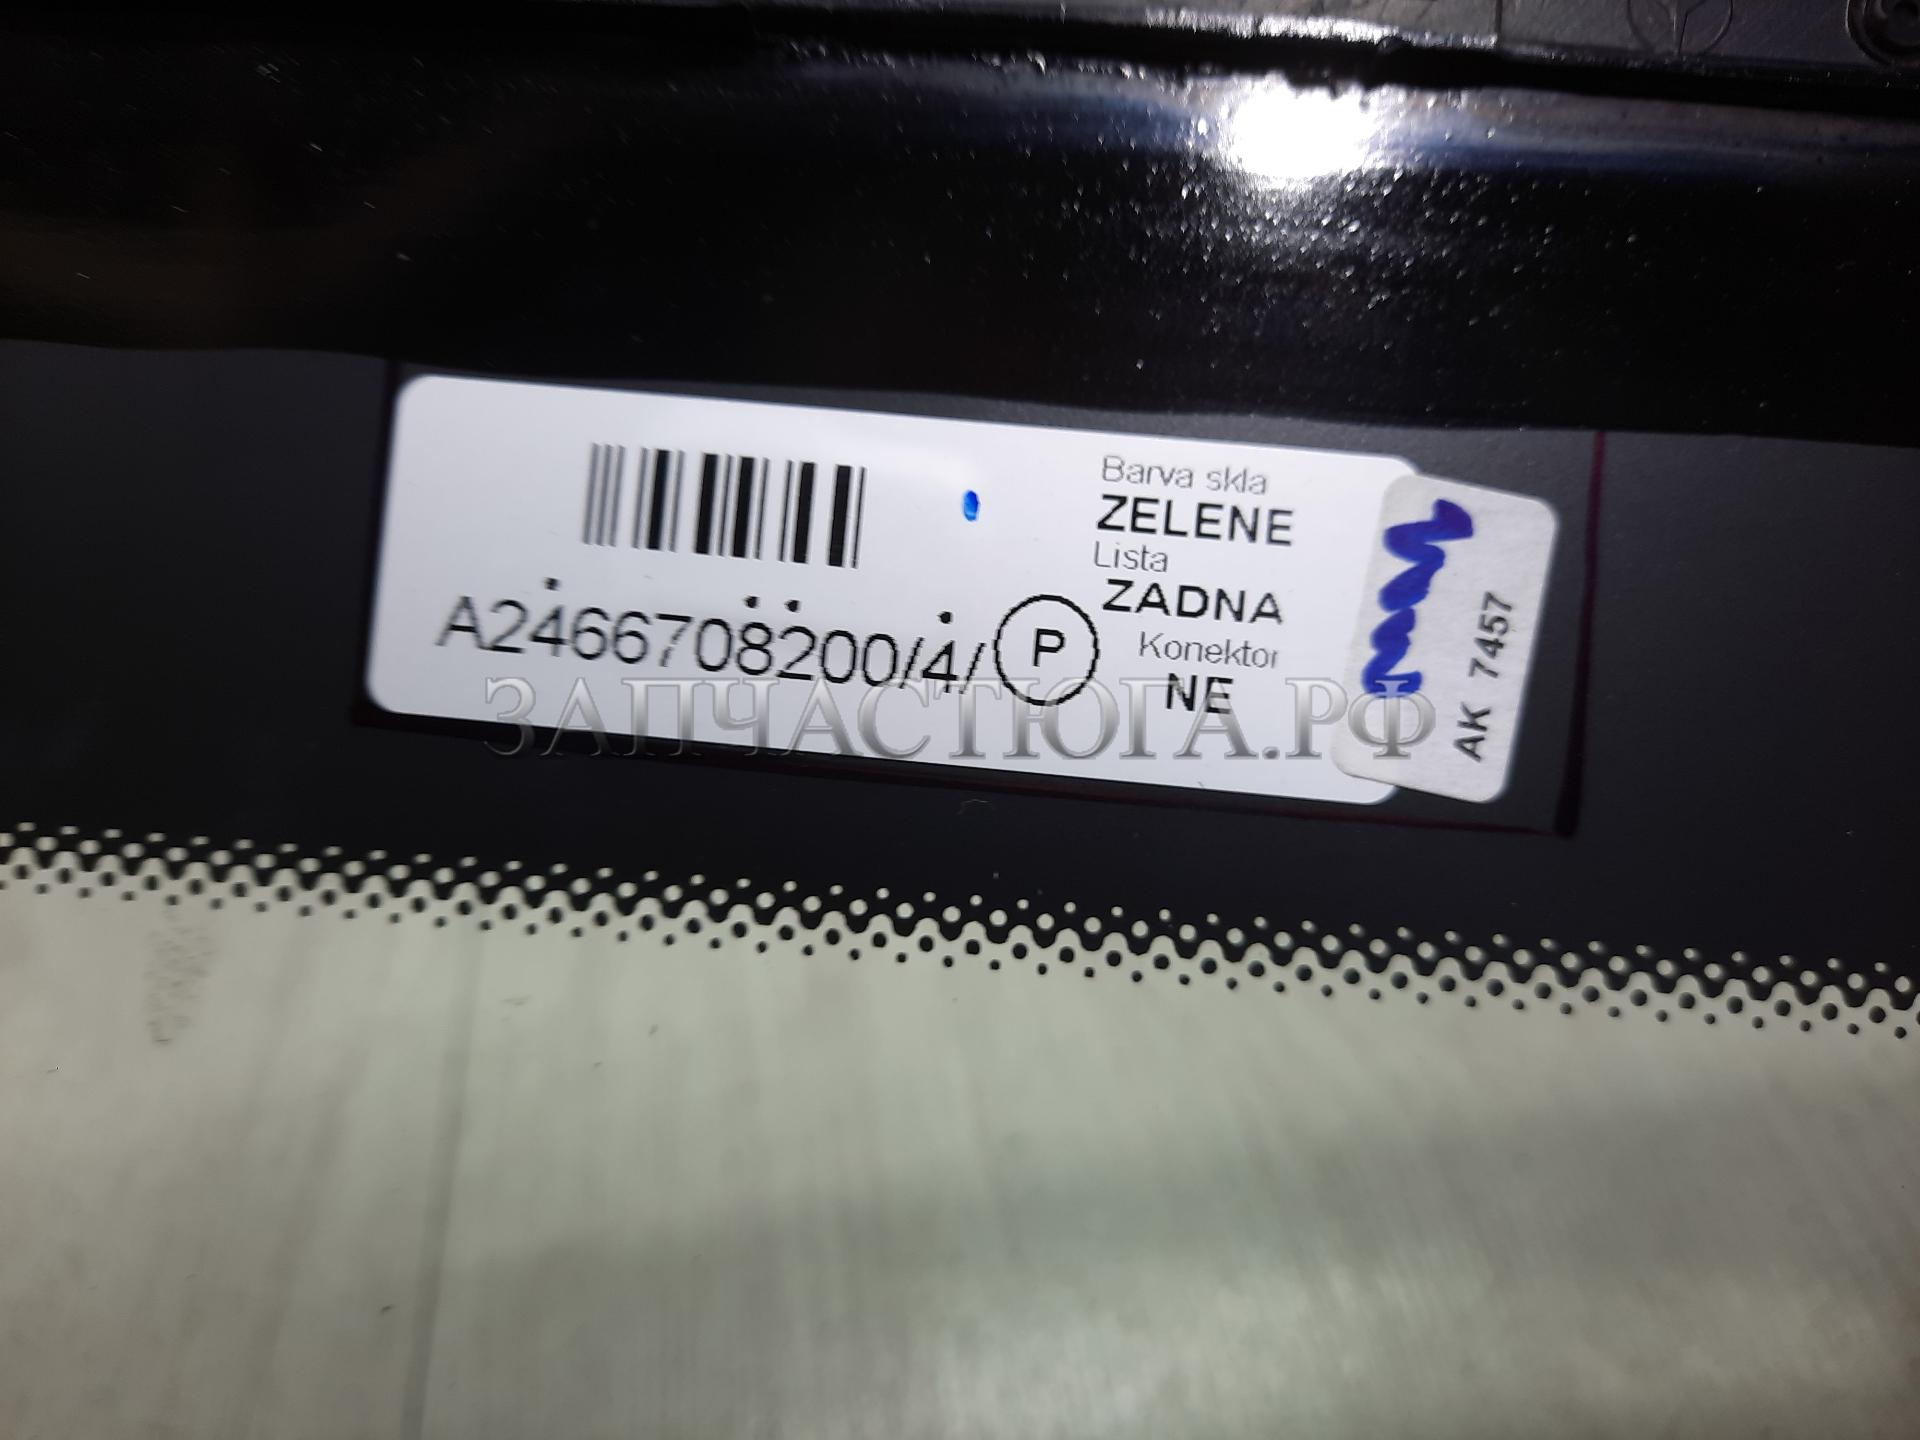 A2466708200/4/
P
Barva skla
ZELENE
Lista
ZADNA
Konektor
NE
AK 7457
ЗАПЧАСТЮГА.РФ